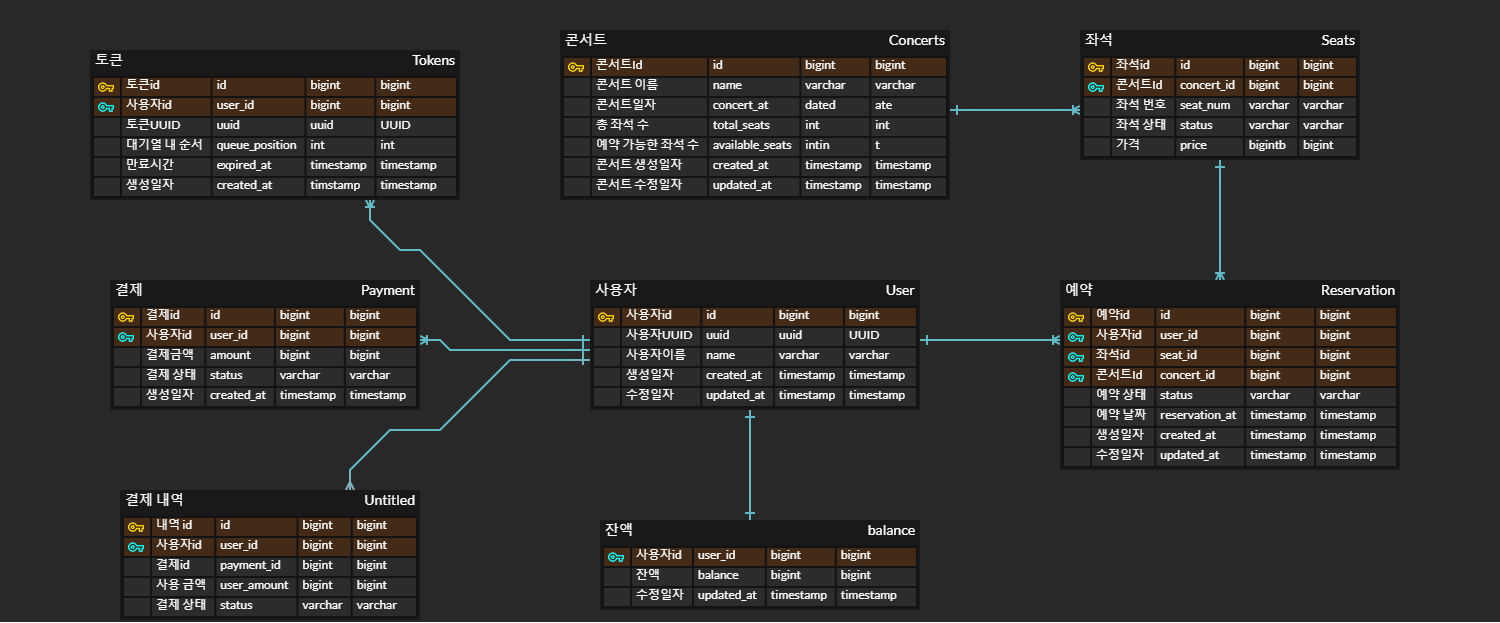 토큰 Tokens
토큰id id bigint bigint
사용자id user_id bigint bigint
토큰UUID uuid uuid UUID
대기열 내 순서 queue_position int int
만료시간 expired_at timestamp timestamp
생성일자 created_at timstamp timestamp
콘서트 Concerts
콘서트Id id bigint bigint
콘서트 이름 name varchar varchar
콘서트일자 concert_at dated ate
총 좌석 수 total_seats int int
예약 가능한 좌석 수 available_seats intin t
콘서트 생성일자 created_at timestamp timestamp
콘서트 수정일자 updated_at timestamp timestamp
좌석 Seats
좌석id id bigint bigint
콘서트Id concert_id bigint bigint
좌석 번호 seat_num varchar varchar
좌석 상태 status varchar varchar
가격 price bigintb bigint
결제 Payment
결제id id bigint bigint
사용자id user_id bigint bigint
결제금액 amount bigint bigint
결제 상태 status varchar varchar
생성일자 created_at timestamp timestamp
사용자 User
사용자id id bigint bigint
사용자UUID uuid uuid UUID
사용자이름 name varchar varchar
생성일자 created_at timestamp timestamp
수정일자 updated_at timestamp timestamp
예약 Reservation
예약id id bigint bigint
사용자id user_id bigint bigint
좌석id seat_id bigint bigint
콘서트Id concert_id bigint bigint
예약 상태 status varchar varchar
예약 날짜 reservation_at timestamp timestamp
생성일자 created_at timestamp timestamp
수정일자 updated_at timestamp timestamp
결제 내역 Untitled
내역 id id bigint bigint
사용자id user_id bigint bigint
결제id payment_id bigint bigint
사용 금액 user_amount bigint bigint
결제 상태 status varchar varchar
잔액 balance
사용자id user_id bigint bigint
잔액 balance bigint bigint
수정일자 updated_at timestamp timestamp